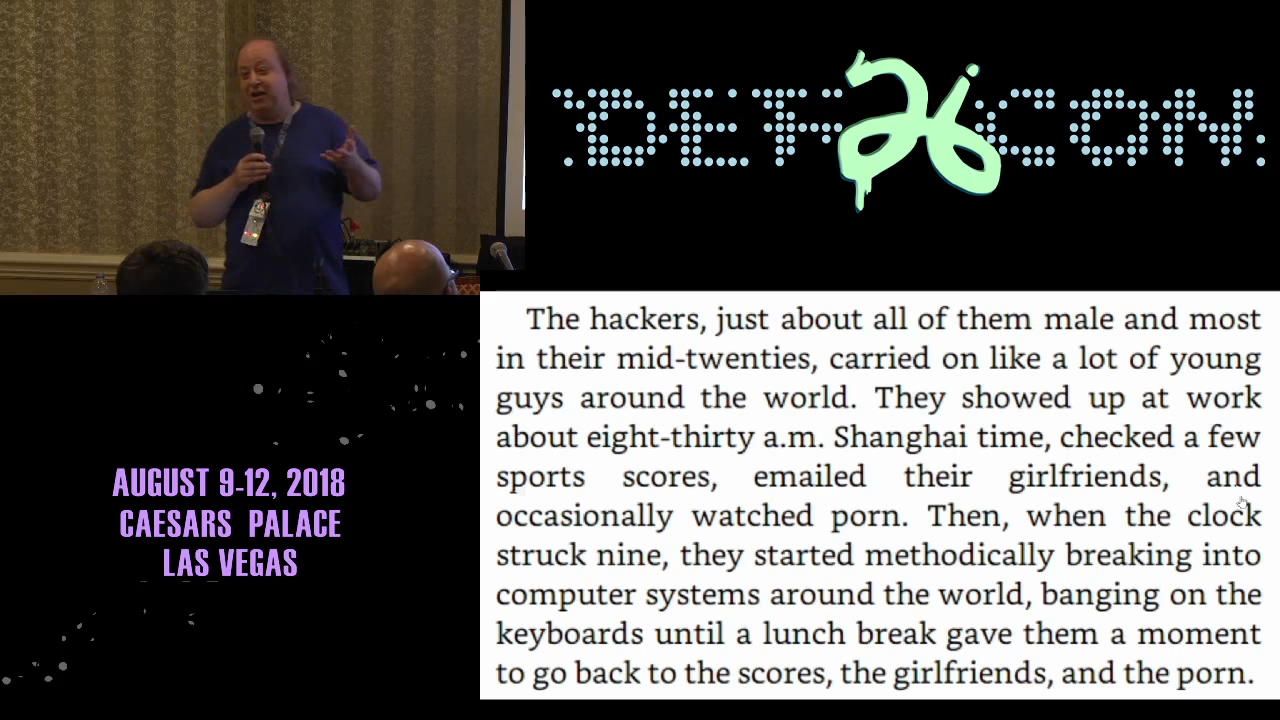 DEF 26 CON
The hackers, just about all of them male and most
in their mid-twenties, carried on like a lot of young
guys around the world. They showed up at work
about eight-thirty a.m. Shanghai time, checked a few
sports scores, emailed their girlfriends, and
occasionally watched porn. Then, when the clock
struck nine, they started methodically breaking into
computer systems around the world, banging on the
keyboards until a lunch break gave them a moment
to go back to the scores, the girlfriends, and the porn.
AUGUST 9-12, 2018
CAESARS PALACE
LAS VEGAS